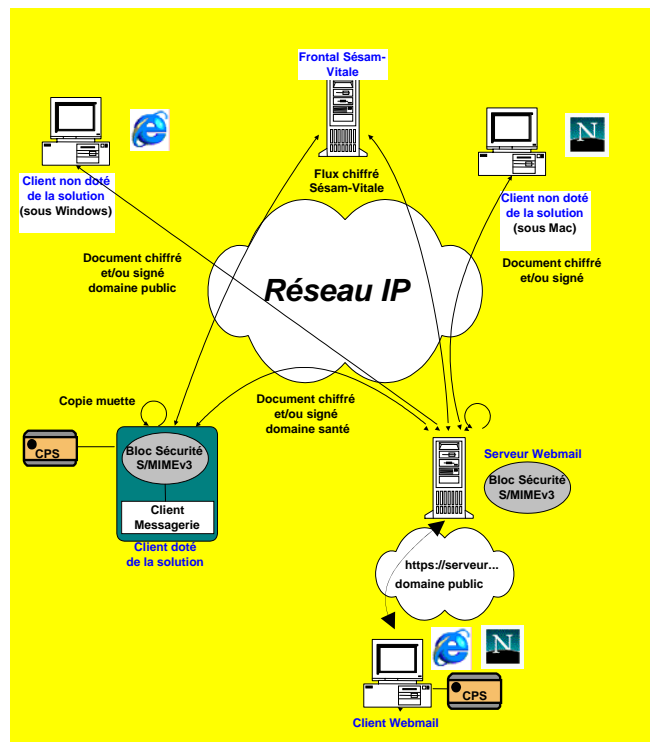 Frontal Sésam-
Vitale
Client non doté
de la solution
(sous Windows)
Flux chiffré
Sésam-Vitale
N
Client non doté
de la solution
(sous Mac)
Document chiffré
et/ou signé
domaine public
Document chiffré
et/ou signé
Réseau IP
Copie muette
Document chiffré
et/ou signé
domaine santé
CPS
Bloc Sécurité
S/MIMEv3
Client
Messagerie
Client doté
de la solution
Serveur Webmail
Bloc Sécurité
S/MIMEv3
https://serveur...
domaine public
N
CPS
Client Webmail